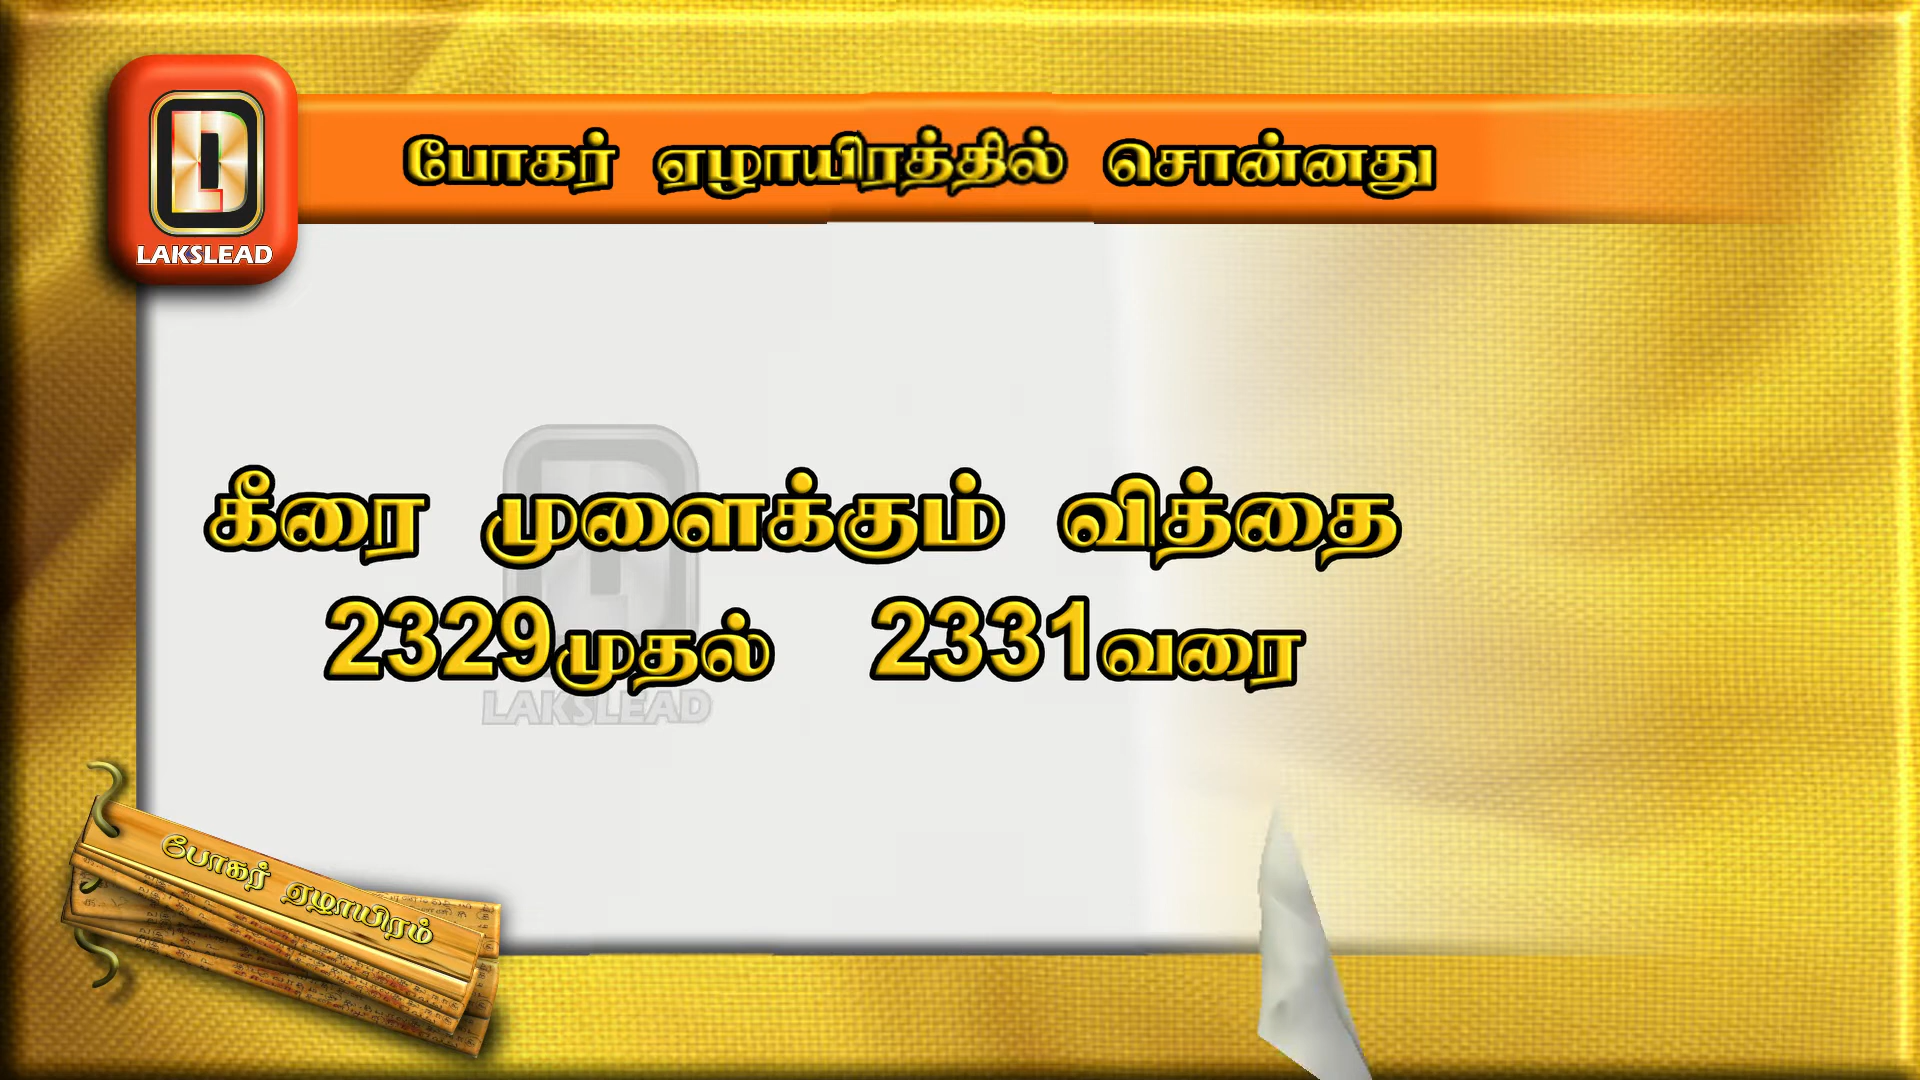 போகர் ஏழாயிரத்தில் சொன்னது
LAKSLEAD
கீரை முளைக்கும் வித்தை
2329முதல் 2331வரை
LAKSLEAD
போகர் ஏழாயிரம்